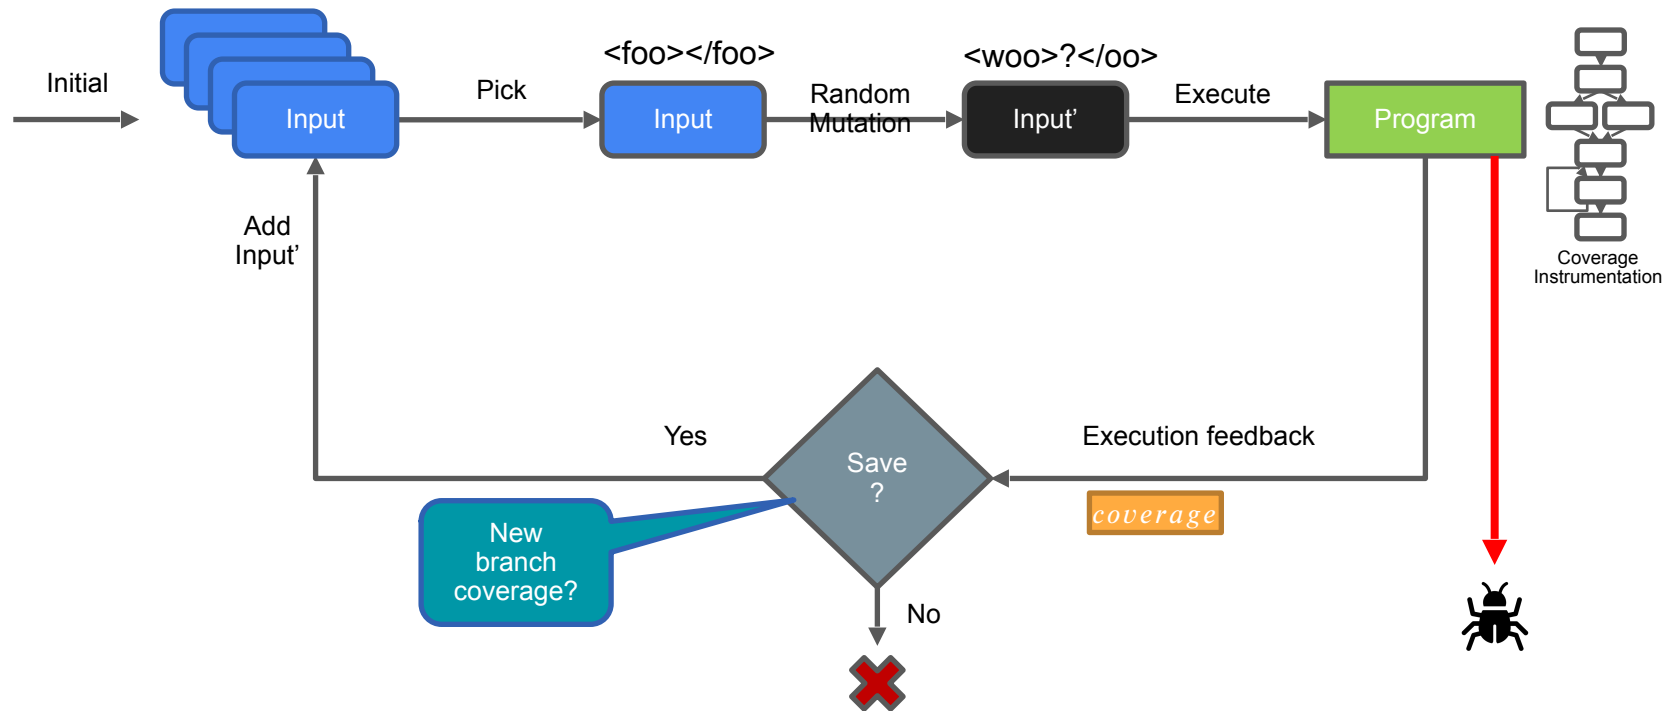 Initial
Input
Pick
<foo></foo>
Input
Random
Mutation
<woo>?</oo>
Input’
Execute
Program
Coverage
Instrumentation
Add
Input’
Yes
Save
?
Execution feedback
coverage
New
branch
coverage?
No